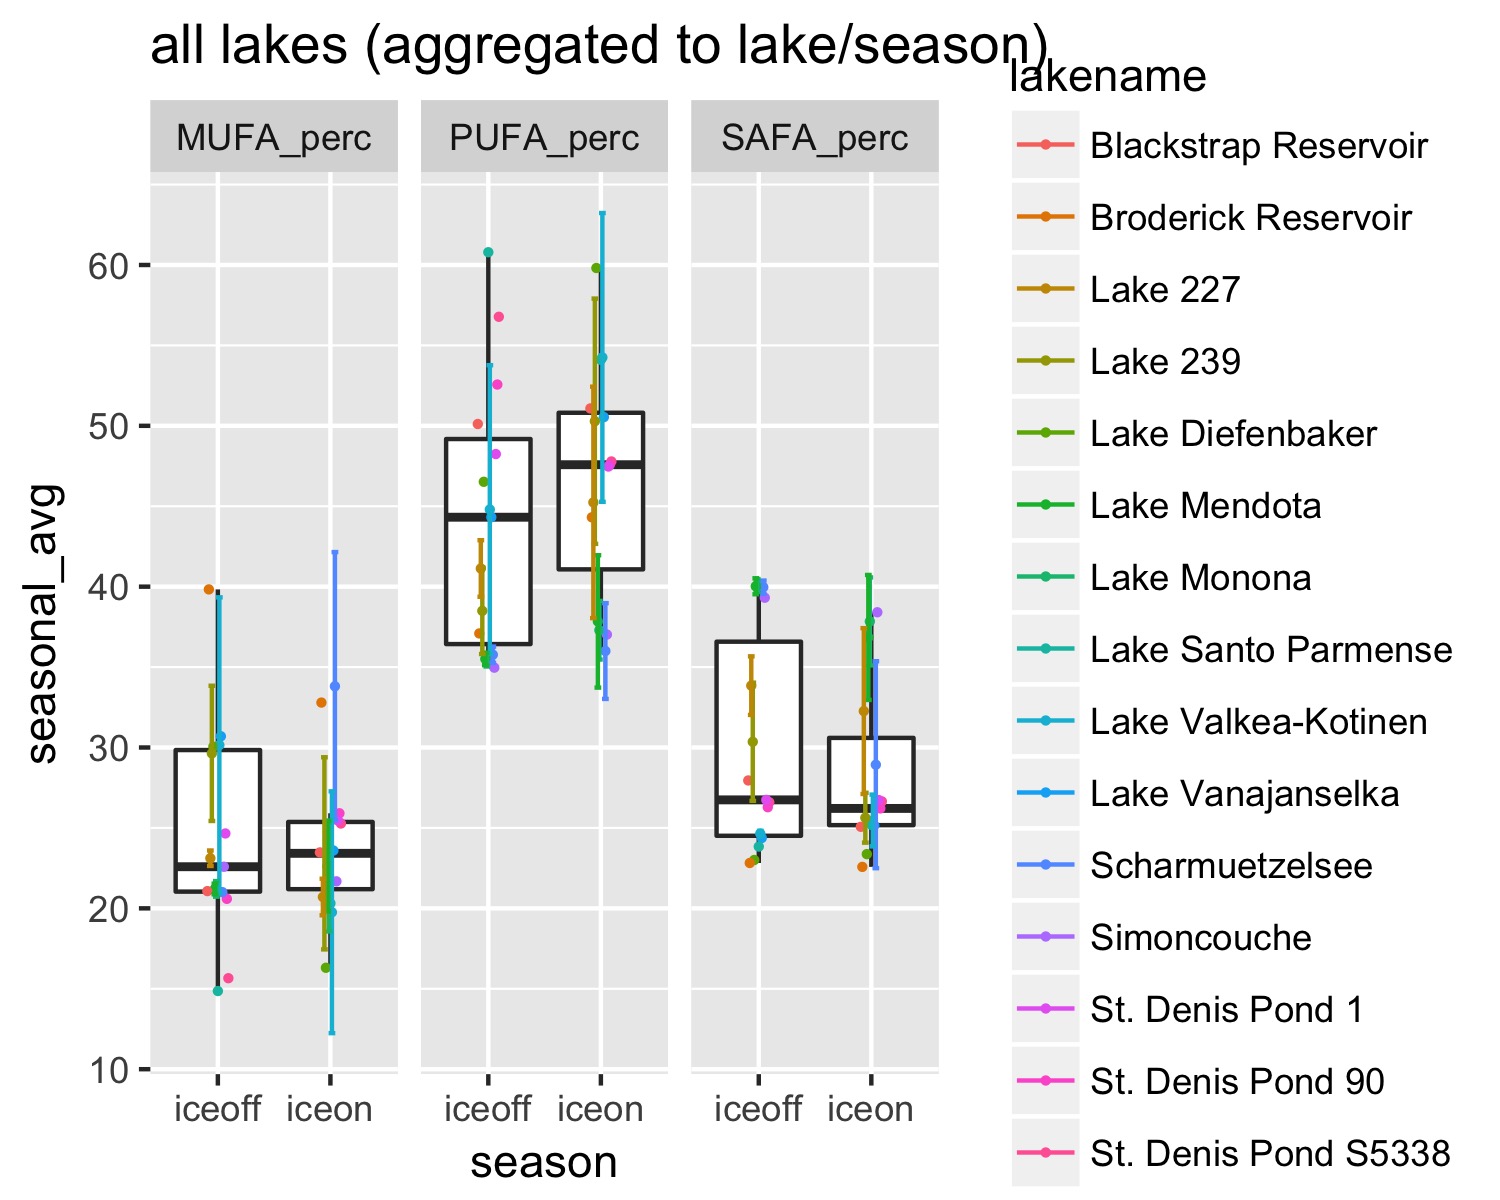 all lakes (aggregated to lake/season)
MUFA_perc PUFA_perc SAFA_perc
seasonal_avg
60
50
40
30
20
10
iceoff iceon iceoff iceon iceoff iceon
season
lakename
Blackstrap Reservoir
Broderick Reservoir
Lake 227
Lake 239
Lake Diefenbaker
Lake Mendota
Lake Monona
Lake Santo Parmense
Lake Valkea-Kotinen
Lake Vanajanselka
Scharmuetzelsee
Simoncouche
St. Denis Pond 1
St. Denis Pond 90
St. Denis Pond S5338